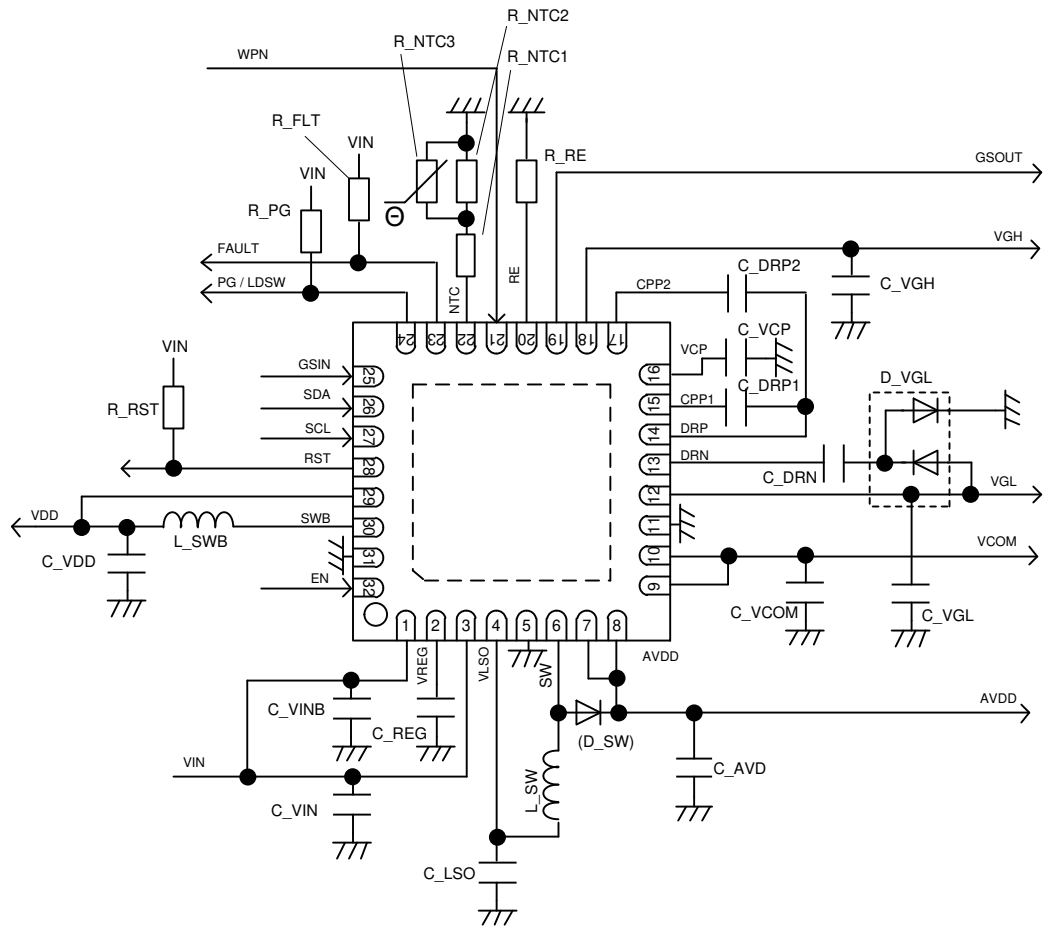 R_NTC2
R_NTC3
WPN
R_NTC1
R_FLT
VIN
VIN
R_RE
GSOUT
R_PG
Θ
FAULT
VGH
PG / LDSW
NTC
RE
CPP2
C_DRP2
C_VGH
24
23
22
21
20
19
18
17
VIN
VCP
C_VCP
16
GSIN
25
C_DRP1
D_VGL
R_RST
SDA
26
CPP1
15
SCL
27
DRP
14
RST
28
DRN
13
C_DRN
29
12
VGL
VDD
SWB
30
11
L_SWB
C_VDD
31
10
VCOM
EN
32
9
C_VCOM
C_VGL
1
2
3
4
5
6
7
8
VREG
VLSO
SW
AVDD
C_VINB
C_REG
AVDD
(D_SW)
VIN
C_AVD
L_SW
C_VIN
C_LSO